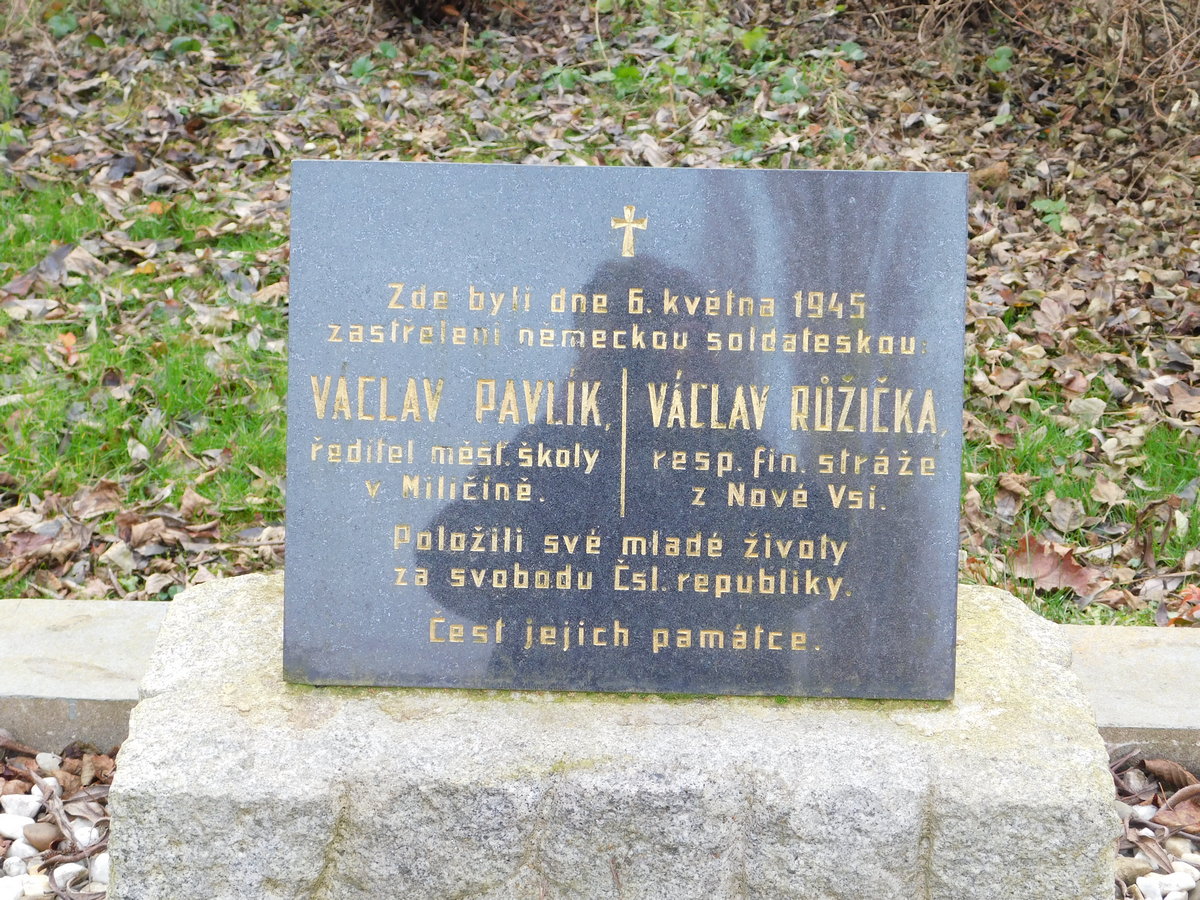 Zde byli dne 6. května 1945
zastřeleni německou soldateskou:
VÁCLAV PAVLÍK,
ředitel měšť. školy
v Miličíně.
VÁCLAV RŮŽIČKA,
resp. fin. stráže
z Nové Vsi.
Položili své mladé životy
za svobodu Čsl. republiky.
Čest jejich památce.